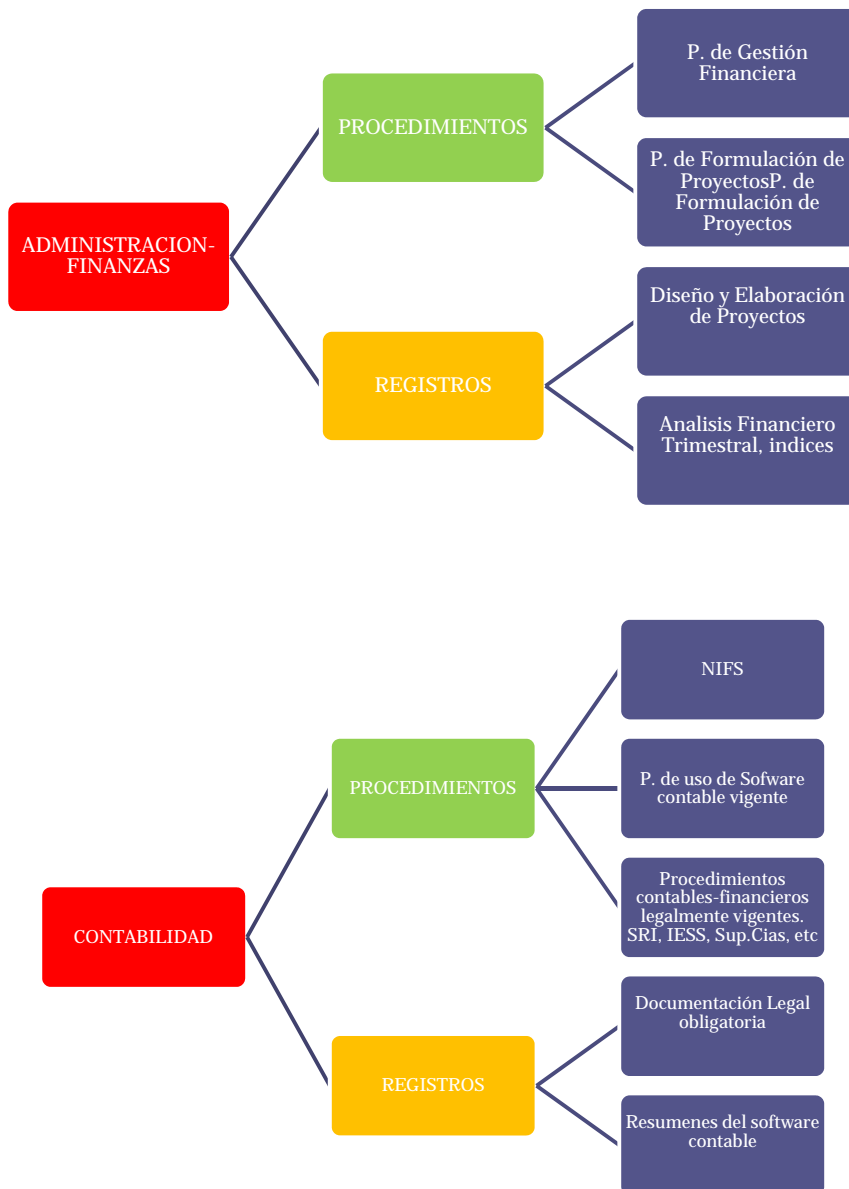 P. de Gestión
Financiera
PROCEDIMIENTOS
P. de Formulación de
ProyectosP. de
Formulación de
Proyectos
ADMINISTRACION-
FINANZAS
Diseño y Elaboración
de Proyectos
REGISTROS
Analisis Financiero
Trimestral, indices
NIFS
PROCEDIMIENTOS
P. de uso de Sofware
contable vigente
Procedimientos
contables-financieros
legalmente vigentes.
SRI, IESS, Sup.Cias, etc
CONTABILIDAD
Documentación Legal
obligatoria
REGISTROS
Resumenes del software
contable